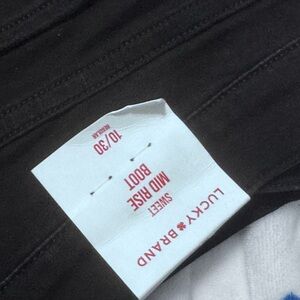 LUCKY BRAND
SWEET
MID RISE
BOOT
10/30
REGULAR